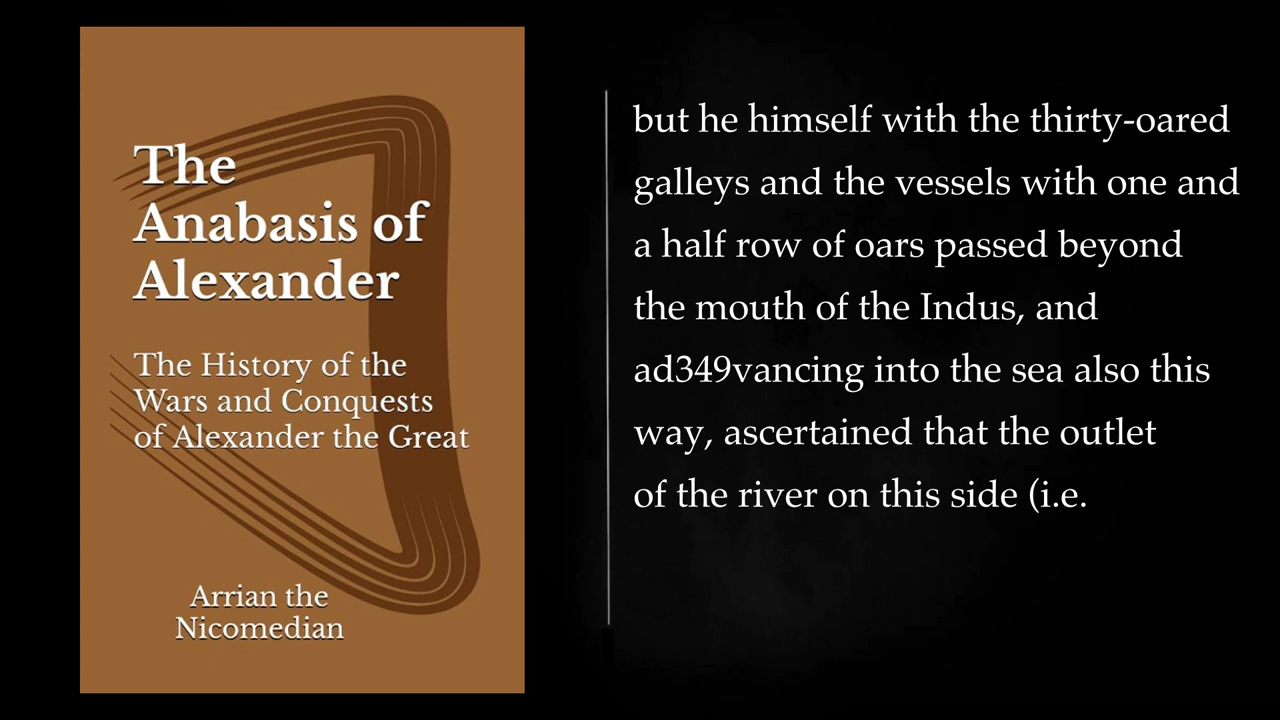 The
Anabasis of
Alexander
The History of the
Wars and Conquests
of Alexander the Great
Arrian the
Nicomedian
but he himself with the thirty-oared
galleys and the vessels with one and
a half row of oars passed beyond
the mouth of the Indus, and
ad349vancing into the sea also this
way, ascertained that the outlet
of the river on this side (i.e.